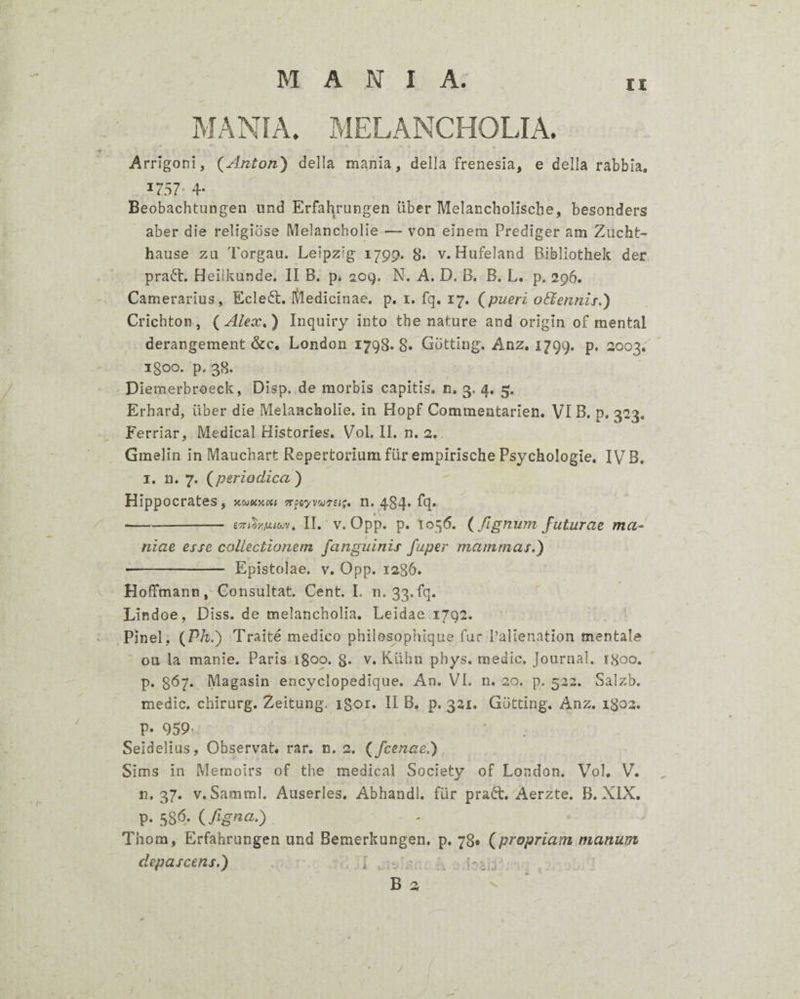 MANIA. 11
MANIA. MELANCHOLIA.
Arrigoni, (Anton) della mania, della frenesia, e della rabbia.
1757. 4.
Beobachtungen und Erfahrungen über Melancholische, besonders
aber die religiöse Melancholie — von einem Prediger am Zucht-
hause zu Torgau. Leipzig 1799. 8. v. Hufeland Bibliothek der
pract. Heilkunde. II B. p. 209. N. A. D. B. B. L. p. 296.
Camerarius, Eclect. Medicinae. p. 1. ſq. 17. (pueri octennis.)
Crichton, (Alex.) Inquiry into the nature and origin of mental
derangement &c. London 1798. 8. Götting. Anz. 1799. p. 2003.
1800. p. 38.
Diemerbroeck, Disp. de morbis capitis. n. 3. 4. 5.
Erhard, über die Melancholie. in Hopf Commentarien. VI B. p. 323.
Ferriar, Medical Histories. Vol. II. n. 2.
Gmelin in Mauchart Repertorium für empirische Psychologie. IV B.
1. n. 7. (periodica)
Hippocrates, κωακαι προγνωσεις. n. 484. ſq.
——— επιδημιων. II. v. Opp. p. 1056. (ſignum futurae ma-
niae esse collectionem ſanguinis ſuper mammas.)
——— Epistolae. v. Opp. 1286.
Hoffmann, Consultat. Cent. I. n. 33. ſq.
Lindoe, Diss. de melancholia. Leidae 1792.
Pinel, (Ph.) Traité medico philosophique ſur l'alienation mentale
ou la manie. Paris 1800. 8. v. Kühn phys. medic. Journal. 1800.
p. 867. Magasin encyclopedique. An. VI. n. 20. p. 522. Salzb.
medic. chirurg. Zeitung. 1801. II B. p. 321. Götting. Anz. 1802.
p. 959.
Seidelius, Observat. rar. n. 2. (ſcenae.)
Sims in Memoirs of the medical Society of London. Vol. V.
n. 37. v. Samml. Auserles. Abhandl. für pract. Aerzte. B. XIX.
p. 586. (ſigna.)
Thom, Erfahrungen und Bemerkungen. p. 78. (propriam manum
depascens.)
B 2